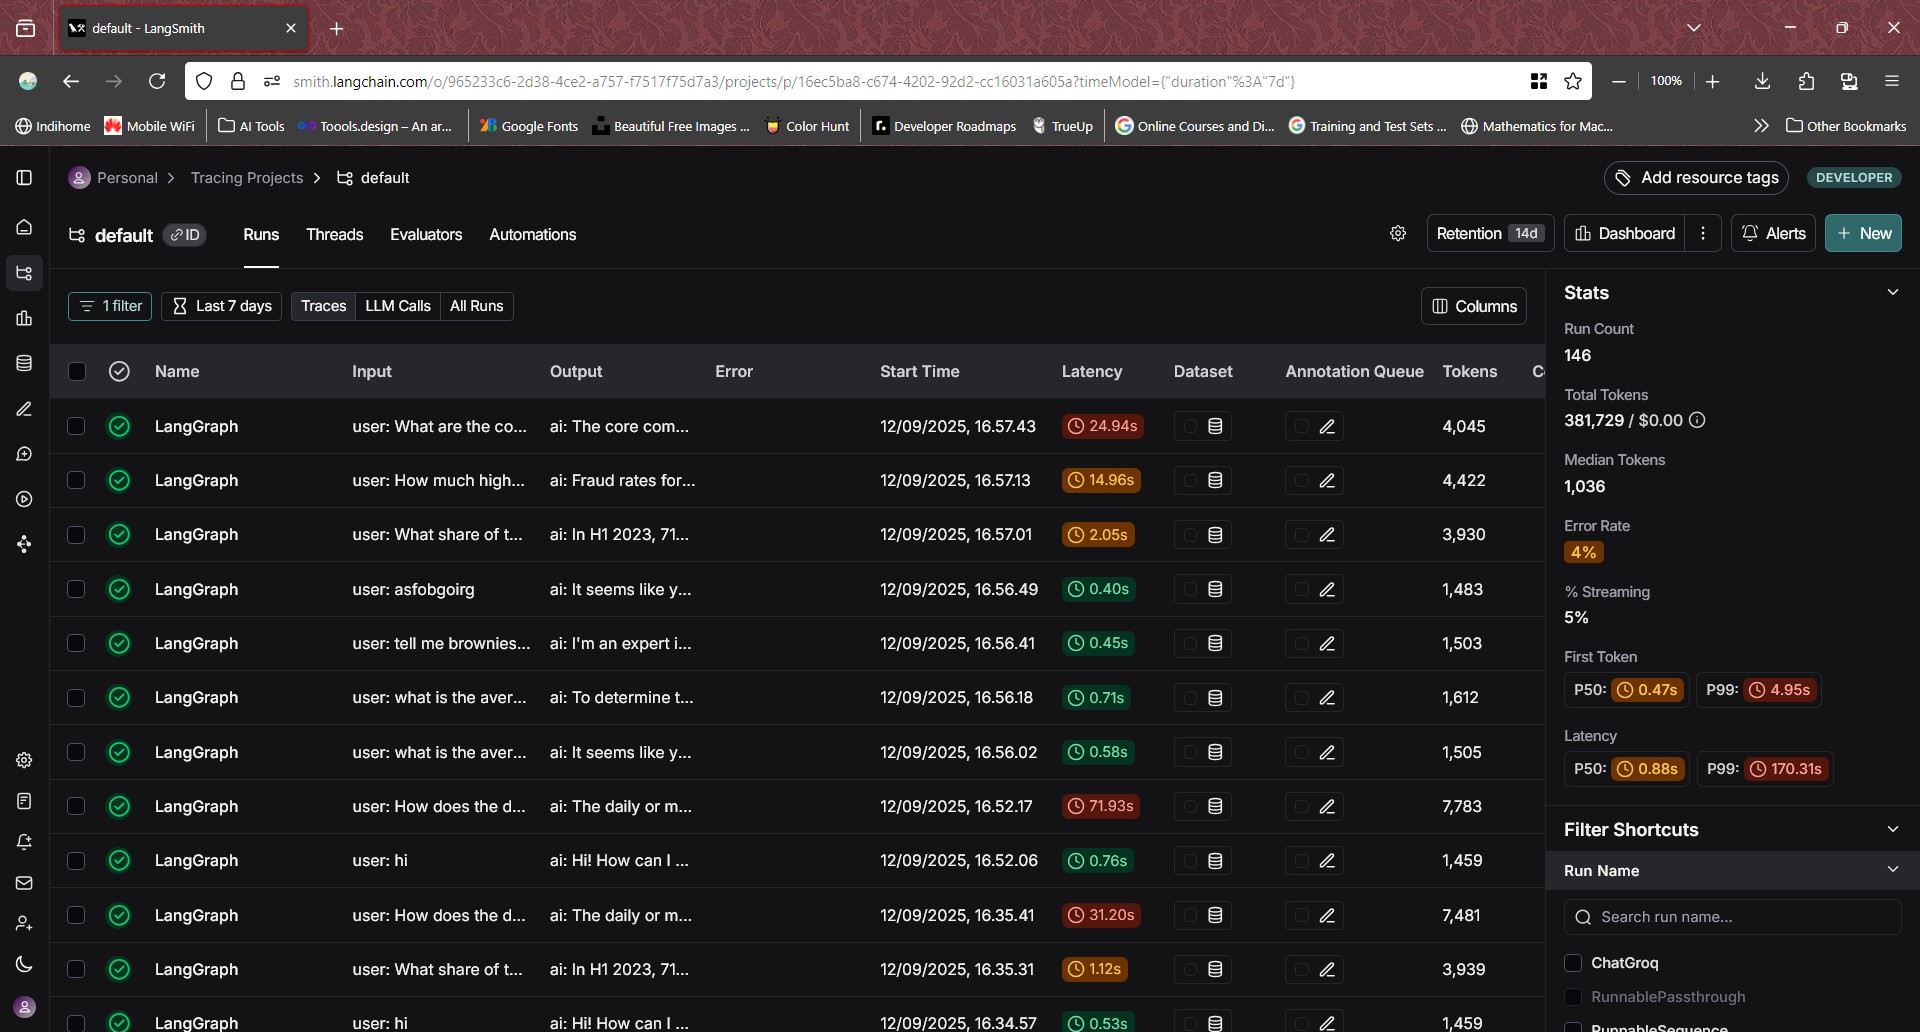 default - LangSmith
smith.langchain.com/o/965233c6-2d38-4ce2-a757-f7517f75d7a3/projects/p/16ec5ba8-c674-4202-92d2-cc16031a605a?timeModel={"duration"%3A"7d"}
100%
Indihome Mobile WiFi AI Tools Toools.design – An ar... Google Fonts Beautiful Free Images ... Color Hunt Developer Roadmaps TrueUp Online Courses and Di... Training and Test Sets ... Mathematics for Mac... Other Bookmarks
Personal > Tracing Projects > default
Add resource tags DEVELOPER
default ID Runs Threads Evaluators Automations
Retention 14d Dashboard Alerts + New
1 filter Last 7 days Traces LLM Calls All Runs Columns
Name Input Output Error Start Time Latency Dataset Annotation Queue Tokens
LangGraph user: What are the co... ai: The core com... 12/09/2025, 16.57.43 24.94s 4,045
LangGraph user: How much high... ai: Fraud rates for... 12/09/2025, 16.57.13 14.96s 4,422
LangGraph user: What share of t... ai: In H1 2023, 71... 12/09/2025, 16.57.01 2.05s 3,930
LangGraph user: asfobgoirg ai: It seems like y... 12/09/2025, 16.56.49 0.40s 1,483
LangGraph user: tell me brownies... ai: I'm an expert i... 12/09/2025, 16.56.41 0.45s 1,503
LangGraph user: what is the aver... ai: To determine t... 12/09/2025, 16.56.18 0.71s 1,612
LangGraph user: what is the aver... ai: It seems like y... 12/09/2025, 16.56.02 0.58s 1,505
LangGraph user: How does the d... ai: The daily or m... 12/09/2025, 16.52.17 71.93s 7,783
LangGraph user: hi ai: Hi! How can I ... 12/09/2025, 16.52.06 0.76s 1,459
LangGraph user: How does the d... ai: The daily or m... 12/09/2025, 16.35.41 31.20s 7,481
LangGraph user: What share of t... ai: In H1 2023, 71... 12/09/2025, 16.35.31 1.12s 3,939
LangGraph user: hi ai: Hi! How can I ... 12/09/2025, 16.34.57 0.53s 1,459
Stats
Run Count
146
Total Tokens
381,729 / $0.00
Median Tokens
1,036
Error Rate
4%
% Streaming
5%
First Token
P50: 0.47s P99: 4.95s
Latency
P50: 0.88s P99: 170.31s
Filter Shortcuts
Run Name
Search run name...
ChatGroq
RunnablePassthrough
RunnableSequence